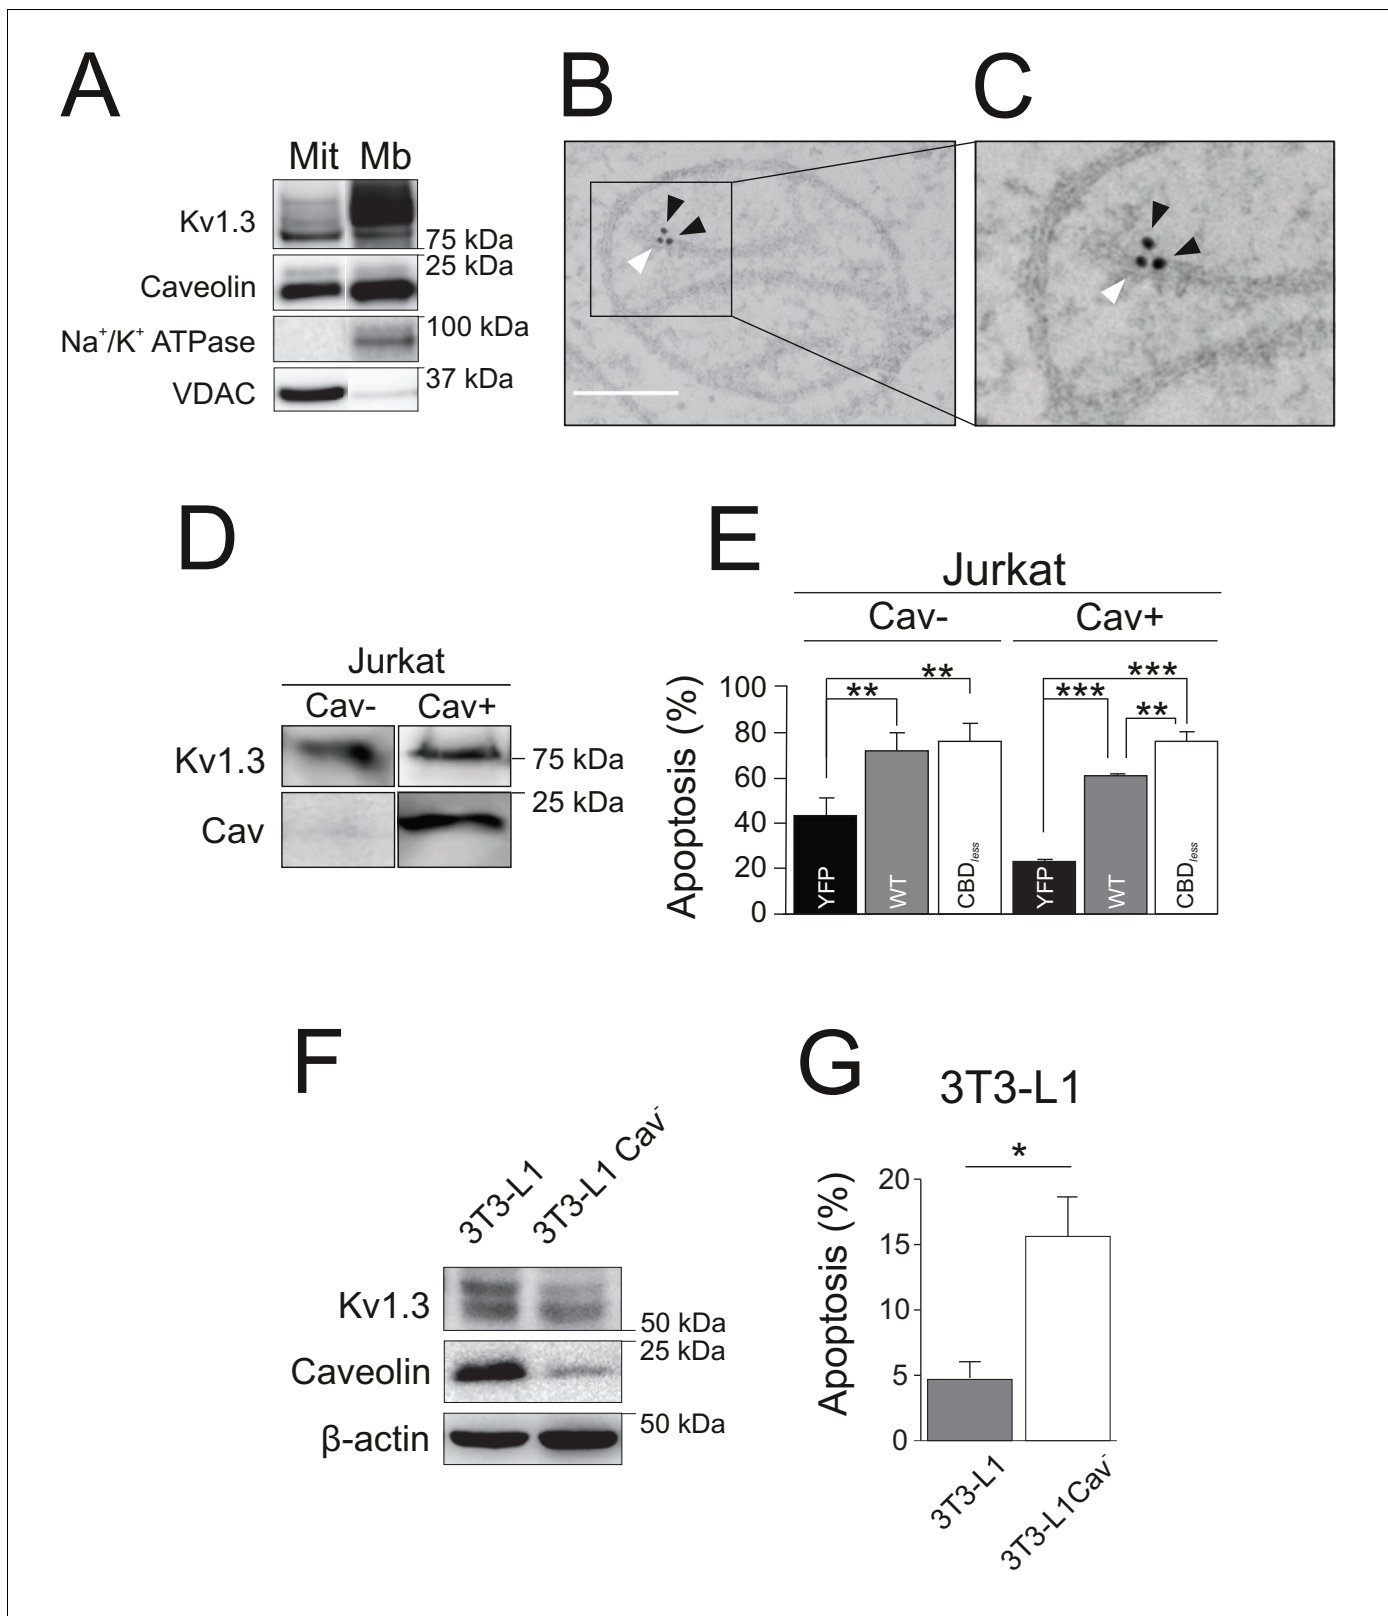 A
B
C
Mit Mb
Kv1.3
75 kDa
25 kDa
Caveolin
Na⁺/K⁺ ATPase
100 kDa
VDAC
37 kDa
D
Jurkat
Cav- Cav+
Kv1.3
75 kDa
25 kDa
Cav
E
Jurkat
Cav- Cav+
Apoptosis (%)
100
80
60
40
20
0
** ** *** *** **
YFP WT CBDless YFP WT CBDless
F
3T3-L1 3T3-L1 Cav-
Kv1.3
50 kDa
25 kDa
Caveolin
50 kDa
β-actin
G
3T3-L1
*
Apoptosis (%)
20
15
10
5
0
3T3-L1 3T3-L1Cav-